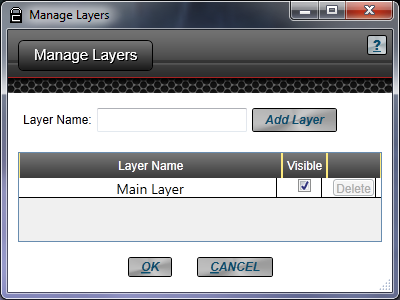 Manage Layers
Manage Layers
?
Layer Name:
Add Layer
Layer Name Visible
Main Layer Delete
OK CANCEL